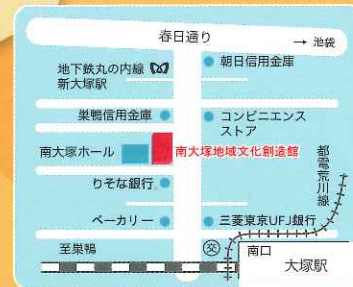 春日通り
→ 池袋
地下鉄丸の内線
新大塚駅
朝日信用金庫
巣鴨信用金庫
コンビニエンス
ストア
南大塚ホール
南大塚地域文化創造館
都電荒川線
りそな銀行
ベーカリー
三菱東京UFJ銀行
至巣鴨
交
南口
大塚駅